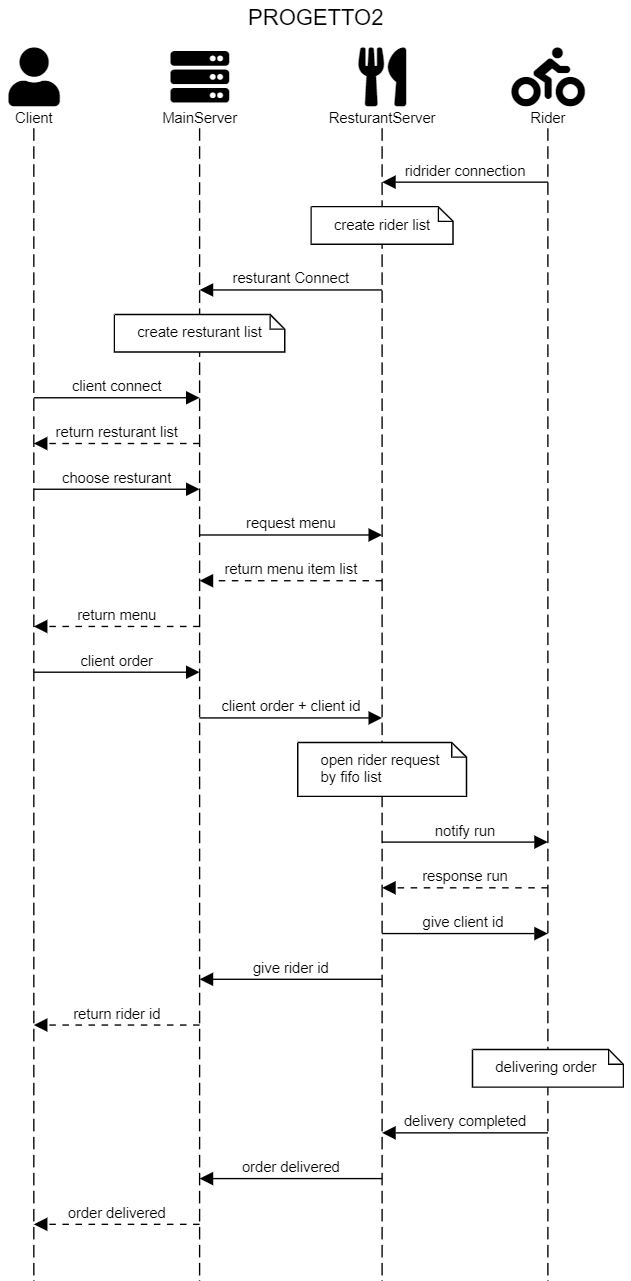 PROGETTO2
Client
MainServer
ResturantServer
Rider
ridrider connection
create rider list
resturant Connect
create resturant list
client connect
return resturant list
choose resturant
request menu
return menu item list
return menu
client order
client order + client id
open rider request
by fifo list
notify run
response run
give client id
give rider id
return rider id
delivering order
delivery completed
order delivered
order delivered